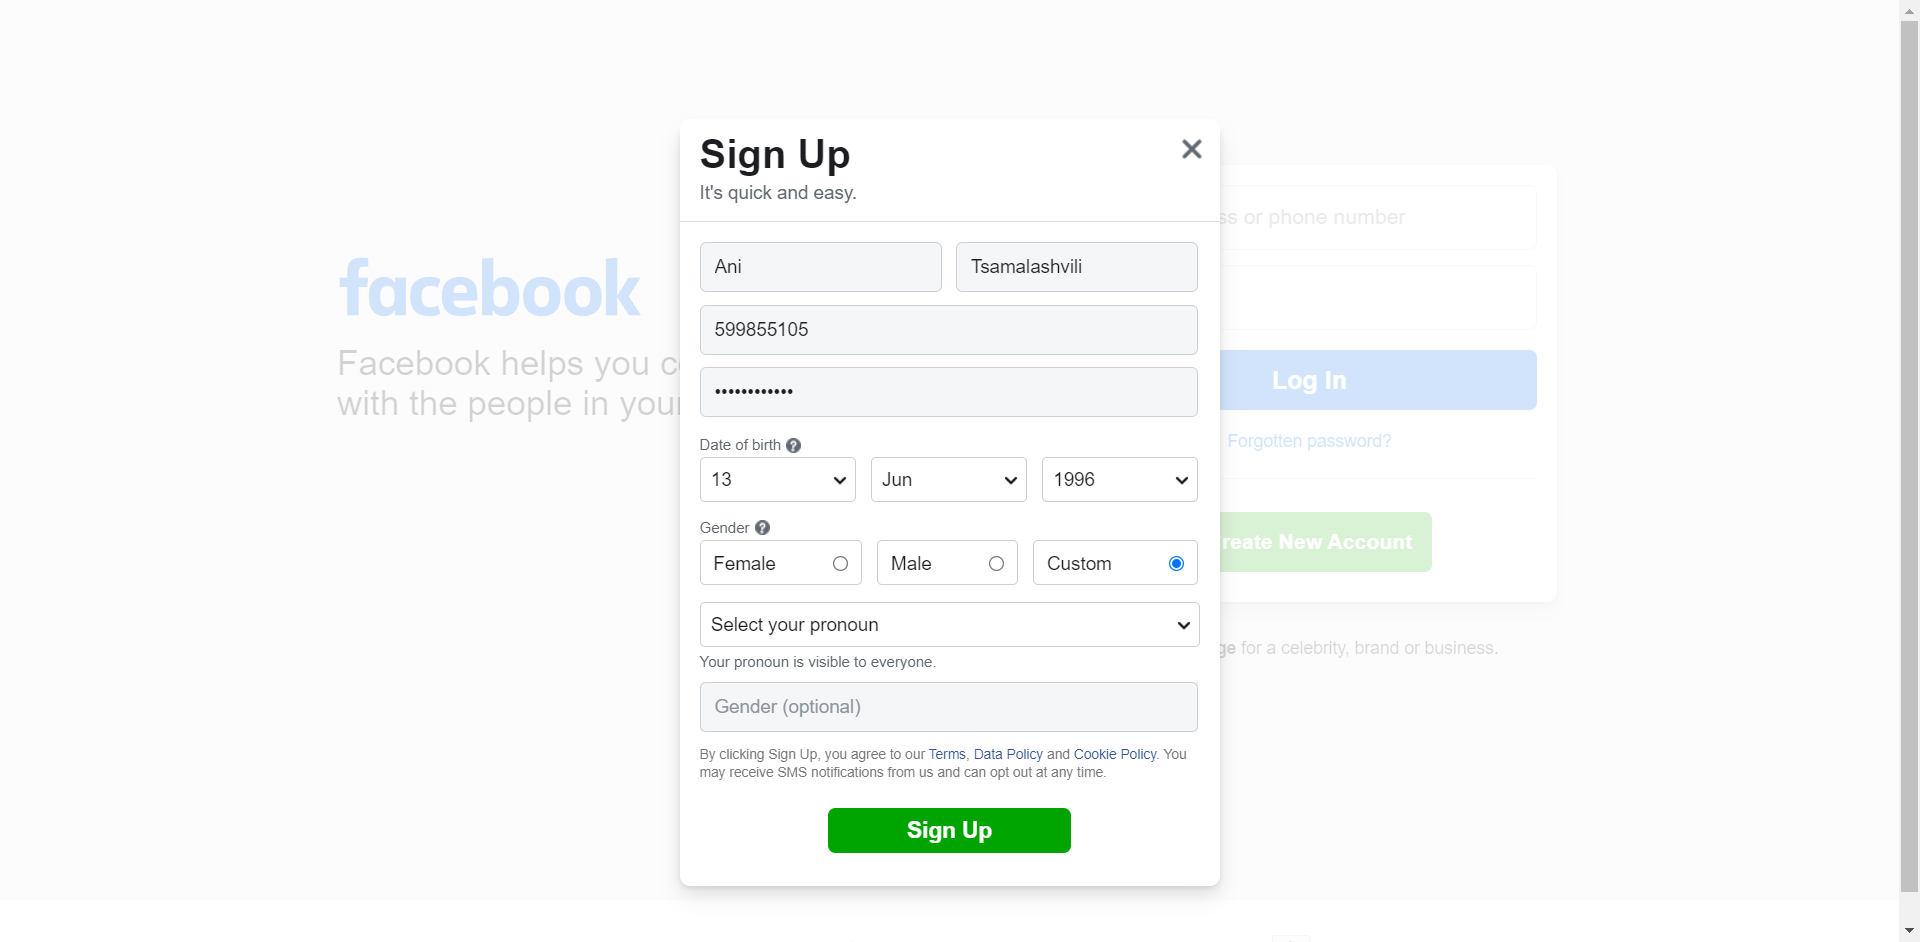 Sign Up
It's quick and easy.
Ani
Tsamalashvili
599855105
••••••••••••
Date of birth
13
Jun
1996
Gender
Female
Male
Custom
Select your pronoun
Your pronoun is visible to everyone.
Gender (optional)
By clicking Sign Up, you agree to our Terms, Data Policy and Cookie Policy. You
may receive SMS notifications from us and can opt out at any time.
Sign Up
facebook
Facebook helps you
with the people in your
or phone number
Log In
Forgotten password?
New Account
for a celebrity, brand or business.